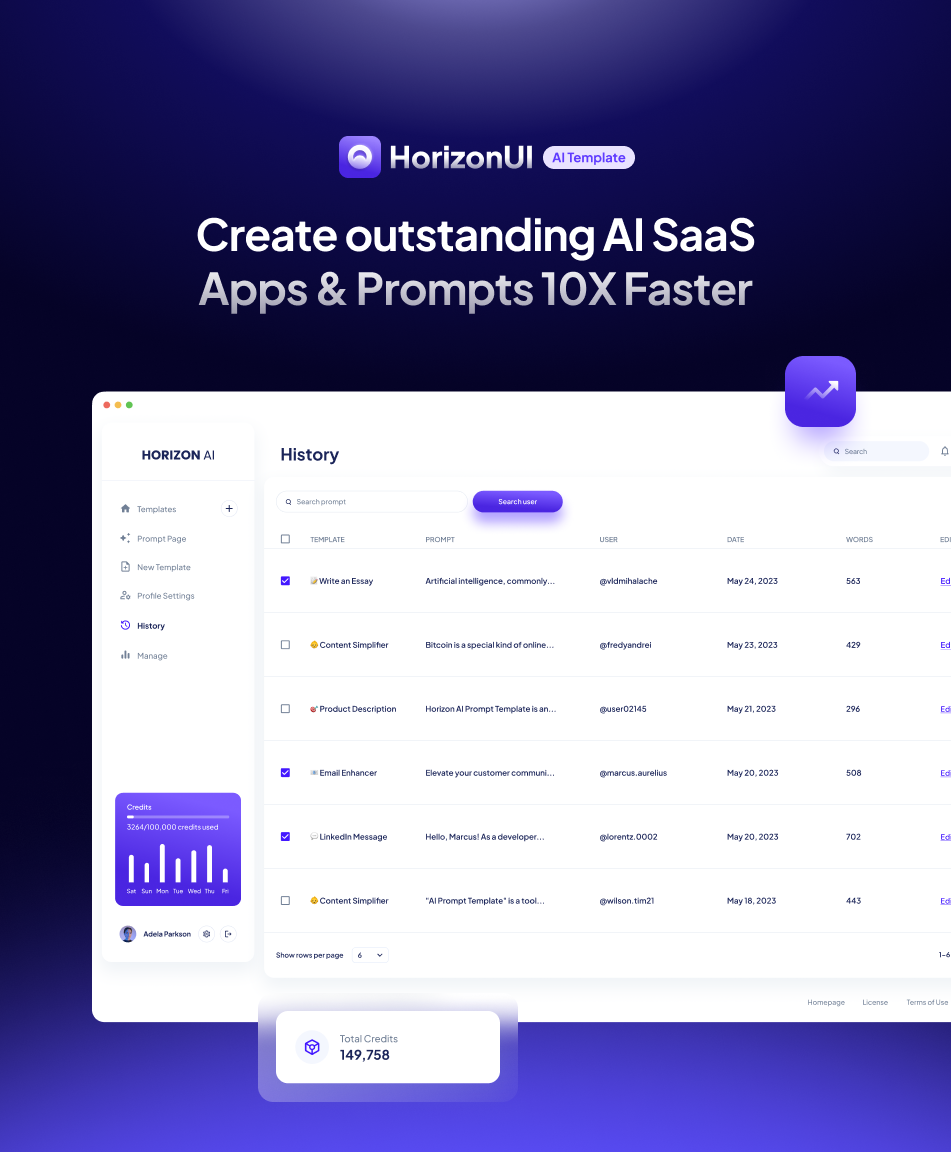 HorizonUI AI Template
Create outstanding AI SaaS
Apps & Prompts 10X Faster
HORIZON AI
Templates
Prompt Page
New Template
Profile Settings
History
Manage
Credits
3264/100,000 credits used
Sat Sun Mon Tue Wed Thu Fri
Adela Parkson
History
Search
Search prompt
Search user
TEMPLATE PROMPT USER DATE WORDS EDI
Write an Essay Artificial intelligence, commonly... @vldmihalache May 24, 2023 563 Ed
Content Simplifier Bitcoin is a special kind of online... @fredyandrei May 23, 2023 429 Edi
Product Description Horizon AI Prompt Template is an... @user02145 May 21, 2023 296 Edi
Email Enhancer Elevate your customer communi... @marcus.aurelius May 20, 2023 508 Edi
LinkedIn Message Hello, Marcus! As a developer... @lorentz.0002 May 20, 2023 702 Edi
Content Simplifier "AI Prompt Template" is a tool... @wilson.tim21 May 18, 2023 443 Edi
Show rows per page 6 1-6
Homepage License Terms of Use
Total Credits
149,758